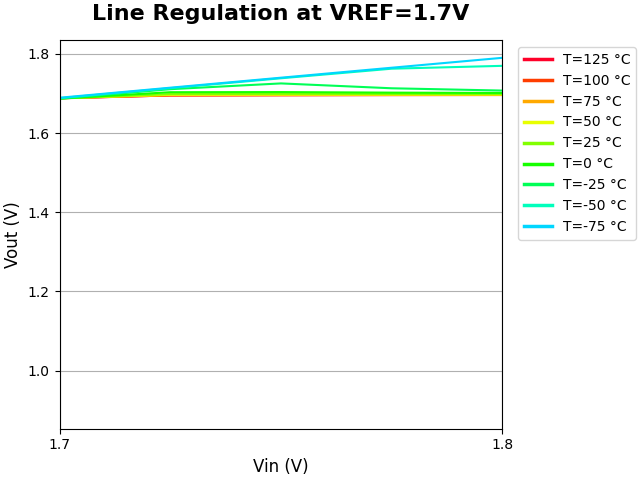 Line Regulation at VREF=1.7V
Vout (V)
1.8
1.6
1.4
1.2
1.0
1.7
1.8
Vin (V)
T=125 °C
T=100 °C
T=75 °C
T=50 °C
T=25 °C
T=0 °C
T=-25 °C
T=-50 °C
T=-75 °C